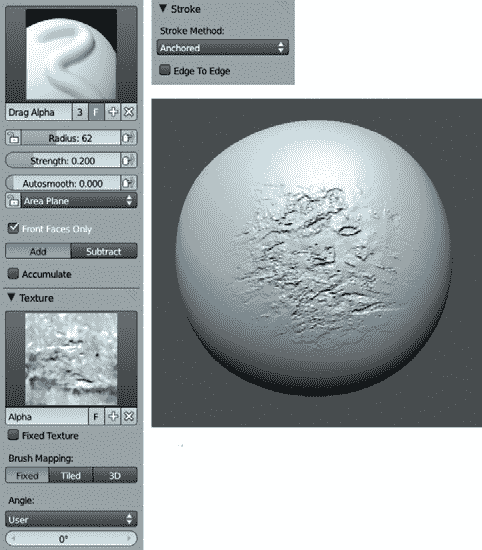 Drag Alpha 3 F
Radius: 62
Strength: 0.200
Autosmooth: 0.000
Area Plane
Front Faces Only
Add Subtract
Accumulate
Texture
Alpha F
Fixed Texture
Brush Mapping:
Fixed Tiled 3D
Angle:
User
0°
Stroke
Stroke Method:
Anchored
Edge To Edge